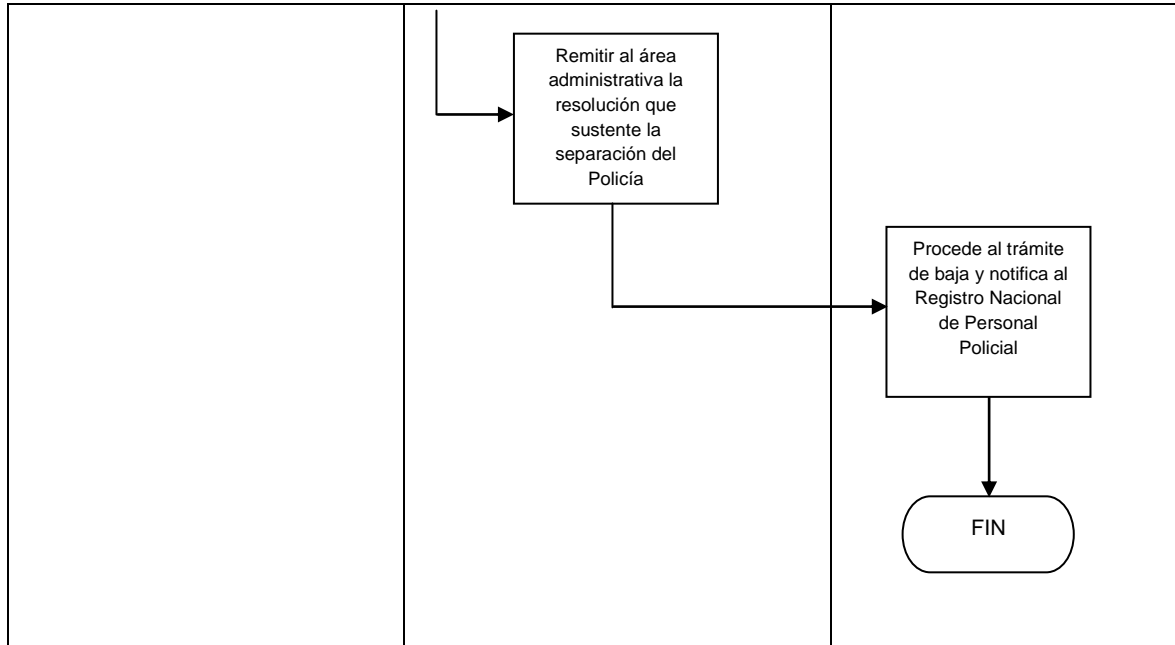 Remitir al área
administrativa la
resolución que
sustente la
separación del
Policía
Procede al trámite
de baja y notifica al
Registro Nacional
de Personal
Policial
FIN